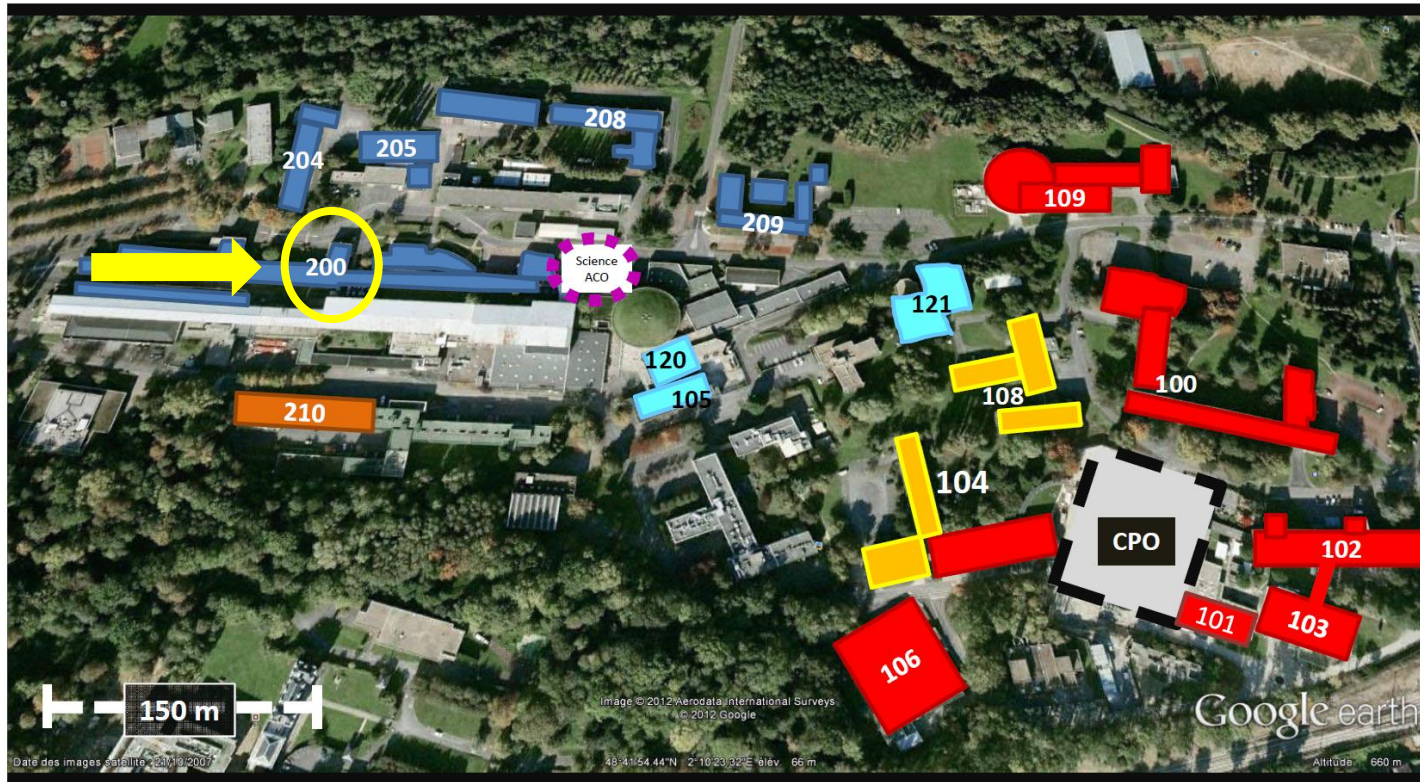 208
205
204
109
209
Science
ACO
200
121
120
105
100
108
210
104
CPO
102
101
103
106
150 m
Image © 2012 Aerodata International Surveys
© 2012 Google
Google earth
Date des images satellite : 21/10/2007
48°41'54.44"N 2°10'23.32"E élév. 66 m
Altitude 660 m